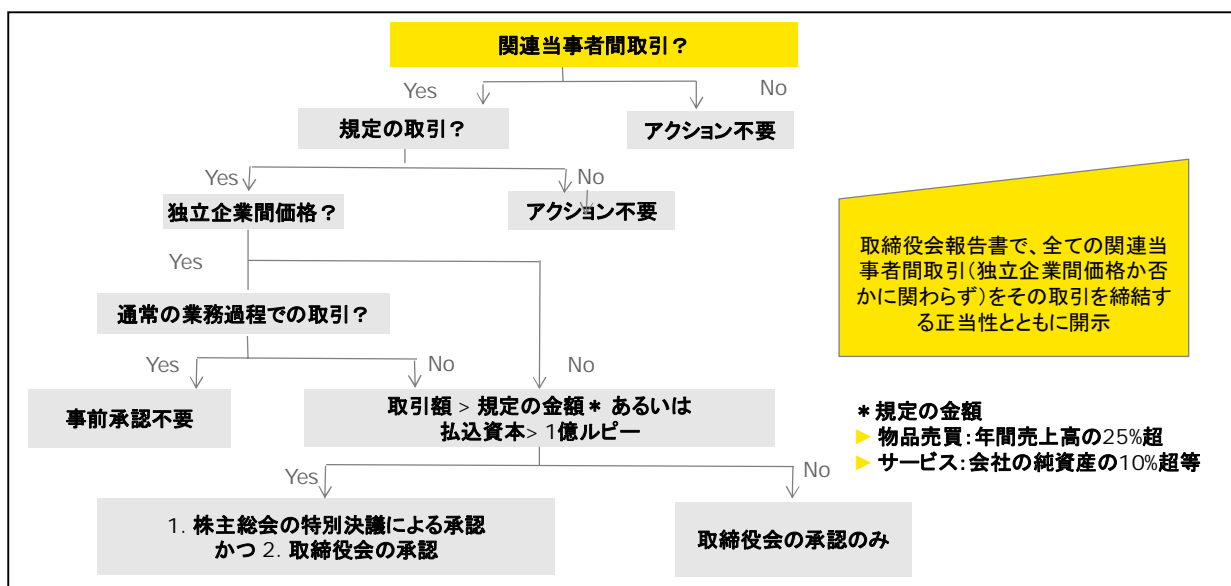 関連当事者間取引？
Yes
No
規定の取引？
アクション不要
Yes
No
独立企業間価格？
アクション不要
Yes
通常の業務過程での取引？
Yes
No
No
事前承認不要
取引額 > 規定の金額＊ あるいは
払込資本> 1億ルピー
Yes
No
1. 株主総会の特別決議による承認
かつ 2. 取締役会の承認
取締役会の承認のみ
取締役会報告書で、全ての関連当
事者間取引（独立企業間価格か否
かに関わらず）をその取引を締結す
る正当性とともに開示
＊規定の金額
► 物品売買：年間売上高の25%超
► サービス：会社の純資産の10%超等